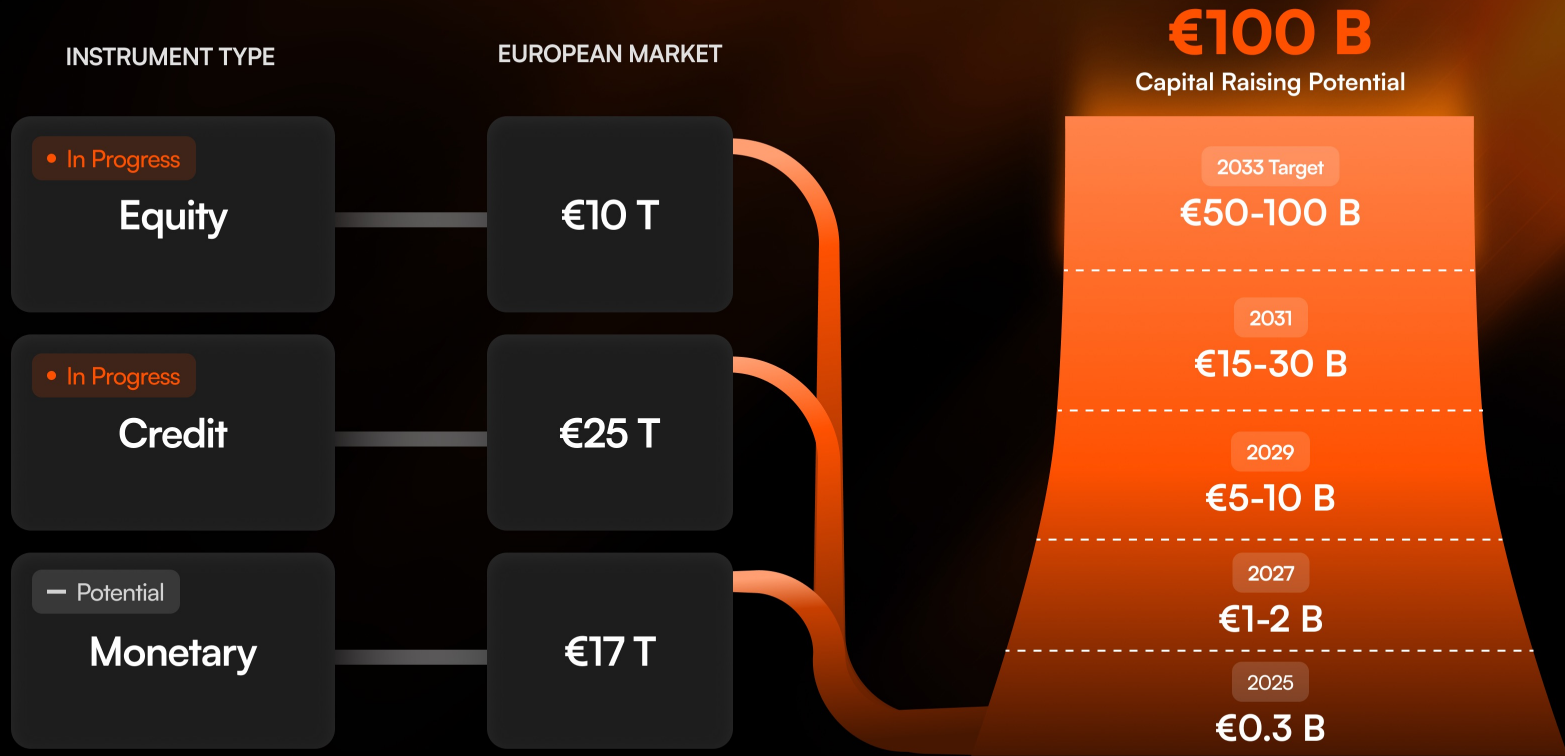 INSTRUMENT TYPE
EUROPEAN MARKET
In Progress
Equity
€10 T
In Progress
Credit
€25 T
Potential
Monetary
€17 T
€100 B
Capital Raising Potential
2033 Target
€50-100 B
2031
€15-30 B
2029
€5-10 B
2027
€1-2 B
2025
€0.3 B